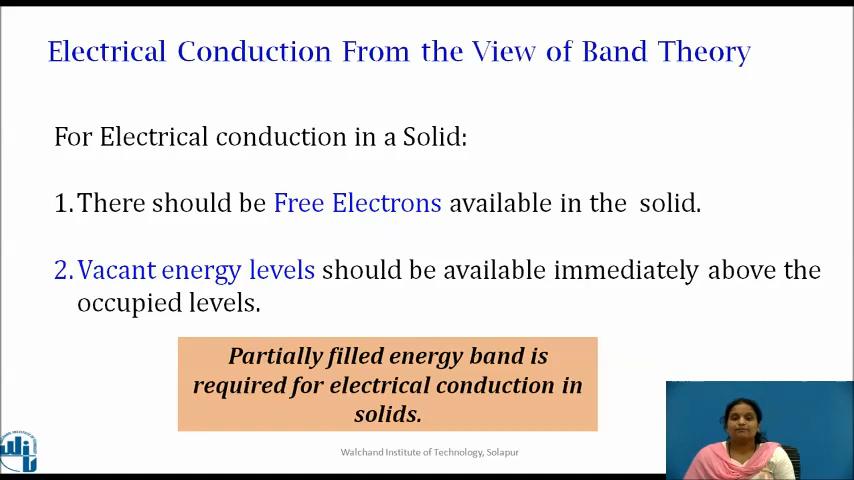 Electrical Conduction From the View of Band Theory
For Electrical conduction in a Solid:
1. There should be Free Electrons available in the solid.
2. Vacant energy levels should be available immediately above the
occupied levels.
Partially filled energy band is
required for electrical conduction in
solids.
Walchand Institute of Technology, Solapur